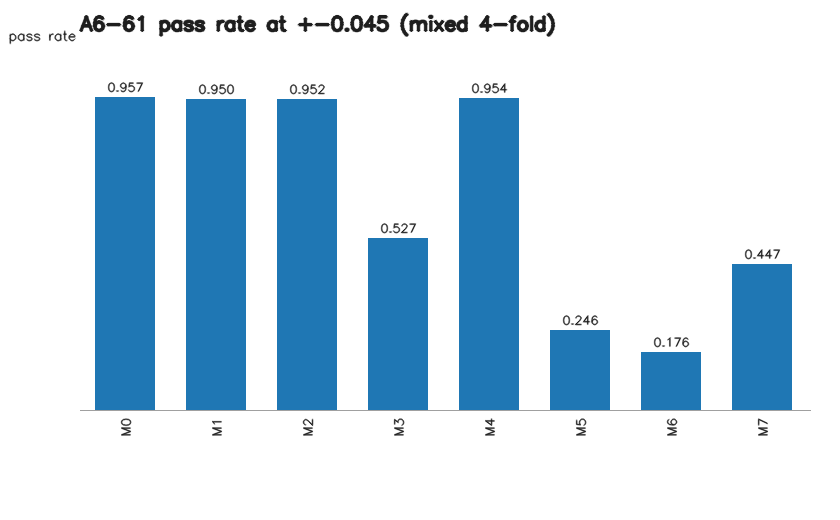 A6-61 pass rate at +-0.045 (mixed 4-fold)
pass rate
0.957
0.950
0.952
0.527
0.954
0.246
0.176
0.447
M0
M1
M2
M3
M4
M5
M6
M7